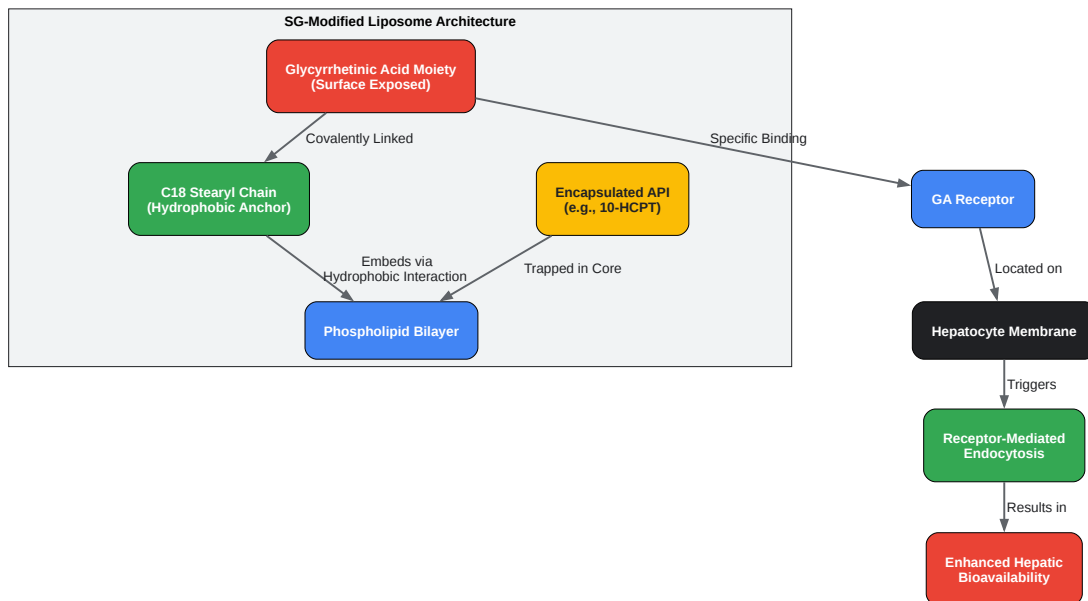 SG-Modified Liposome Architecture
Glycyrrhetinic Acid Moiety
(Surface Exposed)
Covalently Linked
Specific Binding
C18 Stearyl Chain
(Hydrophobic Anchor)
Encapsulated API
(e.g., 10-HCPT)
GA Receptor
Embeds via
Hydrophobic Interaction
Trapped in Core
Located on
Phospholipid Bilayer
Hepatocyte Membrane
Triggers
Receptor-Mediated
Endocytosis
Results in
Enhanced Hepatic
Bioavailability